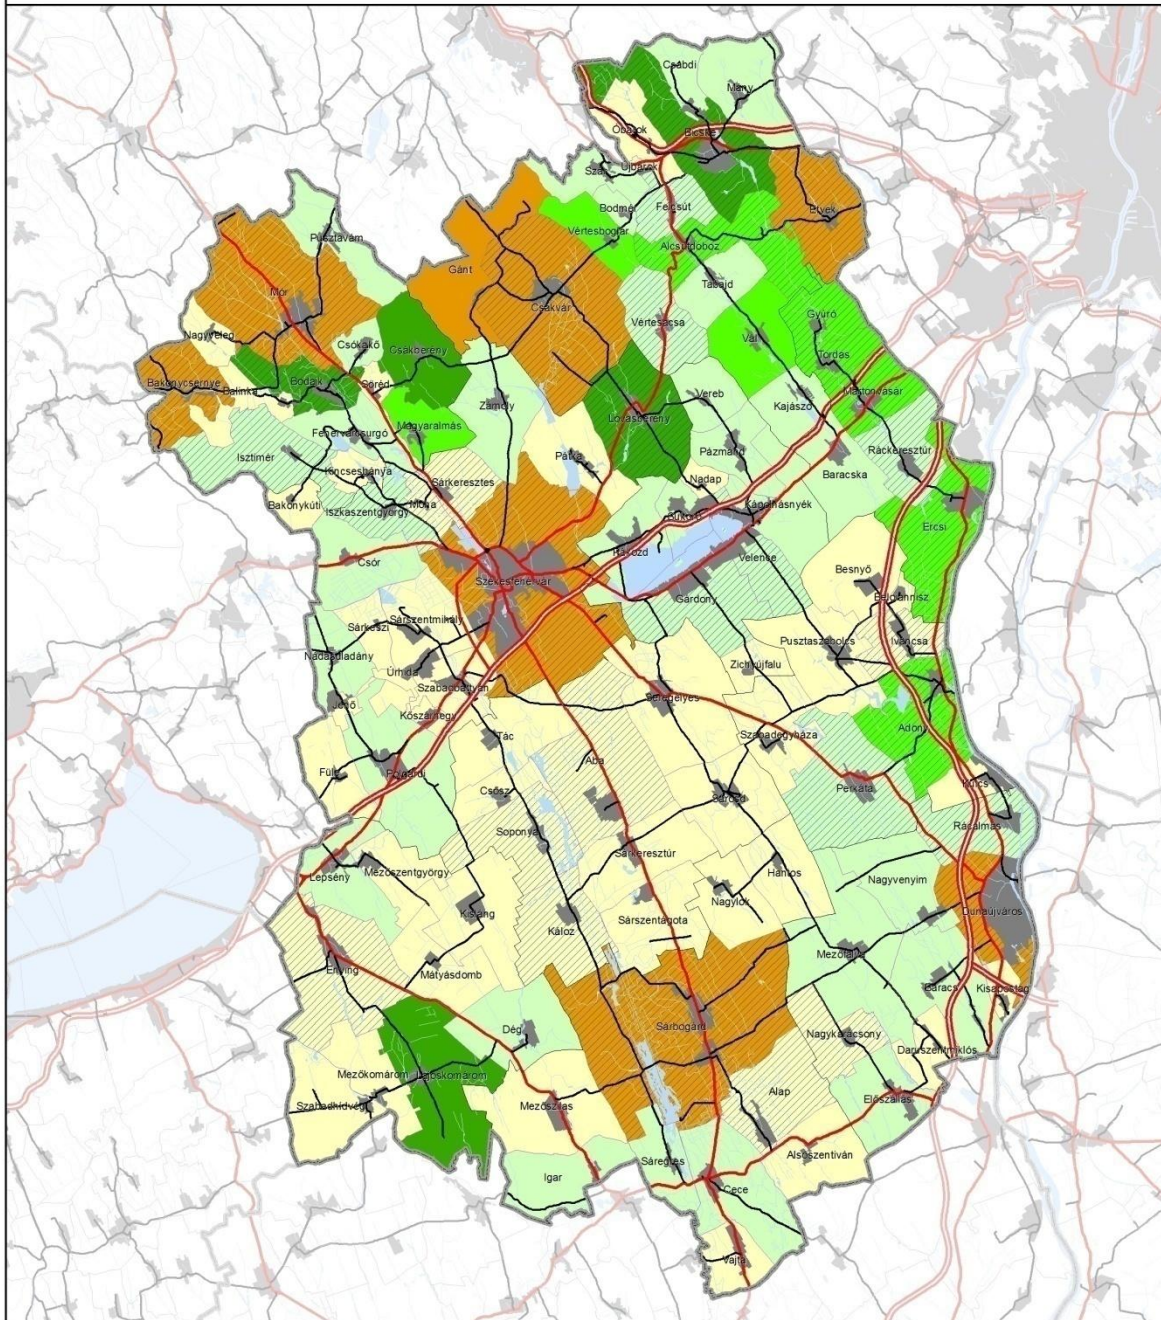 Csabdi
Mány
Óbarok
Bicske
Újbarok
Szár
Bodmér
Felcsút
Etyek
Vértesboglár
Alcsútdoboz
Pusztavám
Gánt
Tabajd
Mór
Csákvár
Vértesacsa
Gyúró
Nagyveleg
Csókakő
Csákberény
Vál
Tordas
Bakonycsernye
Balinka
Bodajk
Söréd
Martonvásár
Zámoly
Lovasberény
Vereb
Kajászó
Fehérvárcsurgó
Magyaralmás
Isztimér
Pátka
Pázmánd
Baracska
Ráckeresztúr
Kincsesbánya
Sárkeresztes
Nadap
Bakonykúti
Iszkaszentgyörgy
Moha
Sukoró
Kápolnásnyék
Ercsi
Csór
Pákozd
Velence
Székesfehérvár
Gárdony
Besnyő
Beloiannisz
Sárkeszi
Sárszentmihály
Iváncsa
Nádasdladány
Pusztaszabolcs
Úrhida
Szabadbattyán
Zichyújfalu
Jenő
Kőszárhegy
Seregélyes
Adony
Tác
Szabadegyháza
Füle
Polgárdi
Aba
Perkáta
Kulcs
Csősz
Sárosd
Soponya
Rácalmás
Sárkeresztúr
Lepsény
Mezőszentgyörgy
Hantos
Nagyvenyim
Kisláng
Nagylók
Dunaújváros
Káloz
Sárszentágota
Enying
Mátyásdomb
Mezőfalva
Baracs
Kisapostag
Dég
Sárbogárd
Nagykarácsony
Daruszentmiklós
Mezőkomárom
Lajoskomárom
Szabadhídvég
Mezőszilas
Alap
Előszállás
Alsószentiván
Igar
Sáregres
Cece
Vajta